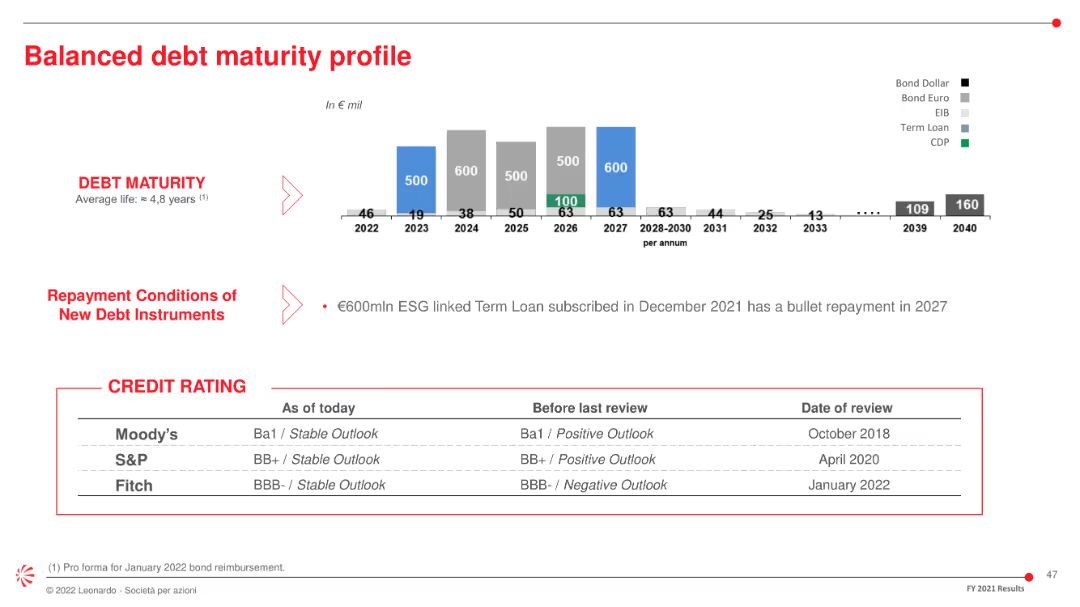 Balanced debt maturity profile
In € mil
Bond Dollar
Bond Euro
EIB
Term Loan
CDP
DEBT MATURITY
Average life: ≈ 4,8 years (1)
500 600 500 500 600
100
46 19 38 50 63 63 63 44 25 13 .... 109 160
2022 2023 2024 2025 2026 2027 2028-2030 2031 2032 2033 2039 2040
per annum
Repayment Conditions of
New Debt Instruments
• €600mln ESG linked Term Loan subscribed in December 2021 has a bullet repayment in 2027
CREDIT RATING
As of today Before last review Date of review
Moody's Ba1 / Stable Outlook Ba1 / Positive Outlook October 2018
S&P BB+ / Stable Outlook BB+ / Positive Outlook April 2020
Fitch BBB- / Stable Outlook BBB- / Negative Outlook January 2022
(1) Pro forma for January 2022 bond reimbursement.
47
© 2022 Leonardo - Società per azioni
FY 2021 Results